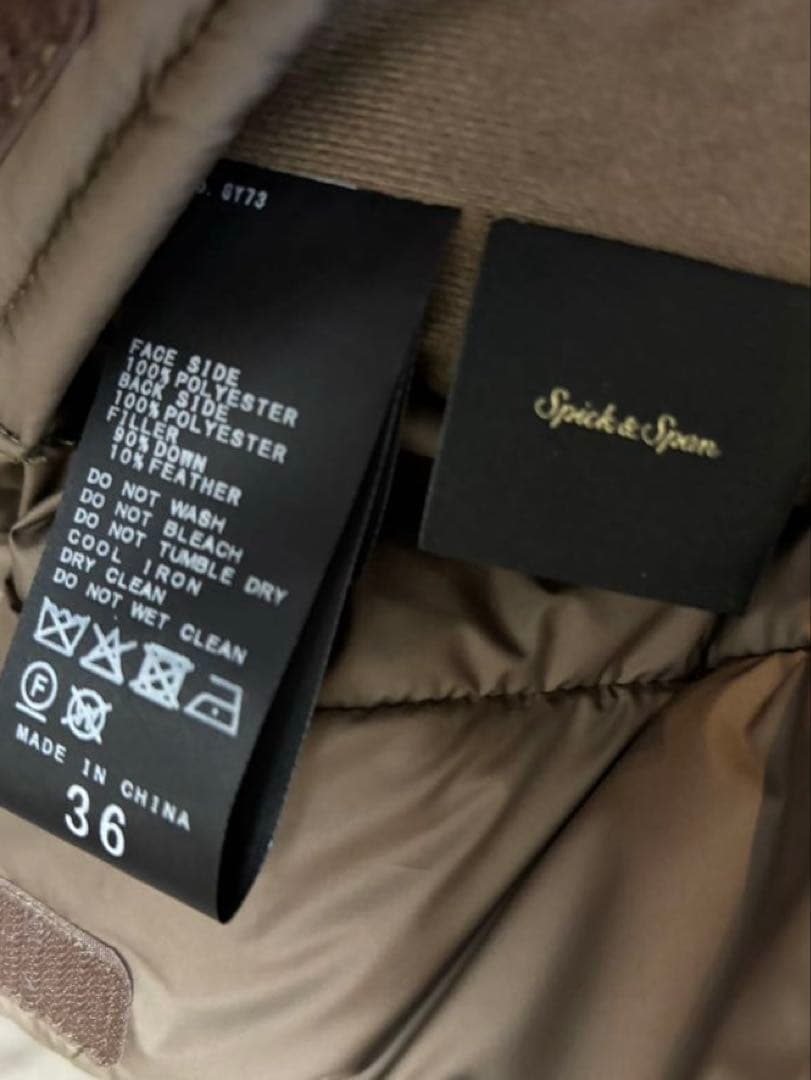 GY73
FACE SIDE
100% POLYESTER
BACK SIDE
100% POLYESTER
FILLER
90% DOWN
10% FEATHER
DO NOT WASH
DO NOT BLEACH
DO NOT TUMBLE DRY
COOL IRON
DRY CLEAN
DO NOT WET CLEAN
F W
MADE IN CHINA
36
Spick & Span